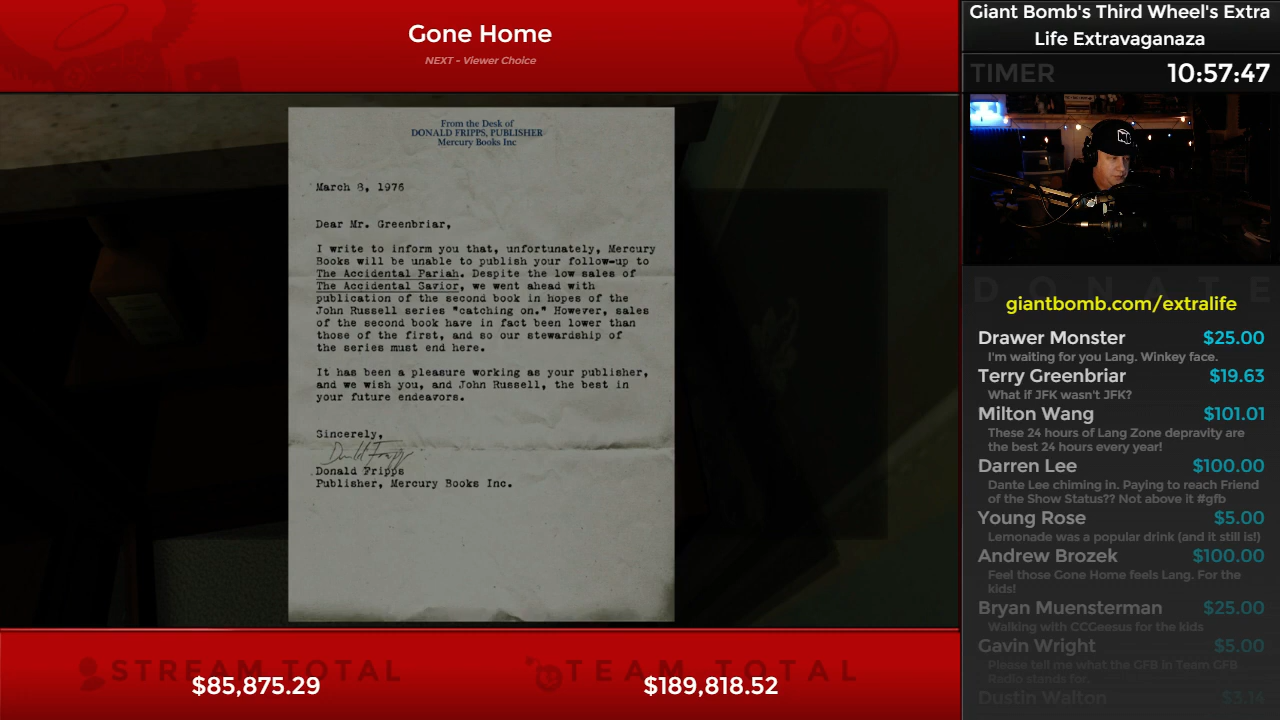 Gone Home
NEXT - Viewer Choice
Giant Bomb's Third Wheel's Extra
Life Extravaganaza
TIMER
10:57:47
From the Desk of
DONALD FRIPPS, PUBLISHER
Mercury Books Inc
March 8, 1976
Dear Mr. Greenbriar,
I write to inform you that, unfortunately, Mercury
Books will be unable to publish your follow-up to
The Accidental Pariah. Despite the low sales of
The Accidental Savior, we went ahead with
publication of the second book in hopes of the
John Russell series "catching on." However, sales
of the second book have in fact been lower than
those of the first, and so our stewardship of
the series must end here.
It has been a pleasure working as your publisher,
and we wish you, and John Russell, the best in
your future endeavors.
Sincerely,
Donald Fripps
Donald Fripps
Publisher, Mercury Books Inc.
DONATE
giantbomb.com/extralife
Drawer Monster $25.00
I'm waiting for you Lang. Winkey face.
Terry Greenbriar $19.63
What if JFK wasn't JFK?
Milton Wang $101.01
These 24 hours of Lang Zone depravity are
the best 24 hours every year!
Darren Lee $100.00
Dante Lee chiming in. Paying to reach Friend
of the Show Status?? Not above it #gfb
Young Rose $5.00
Lemonade was a popular drink (and it still is!)
Andrew Brozek $100.00
Feel those Gone Home feels Lang. For the
kids!
Bryan Muensterman $25.00
Walking with CCGeesus for the kids
Gavin Wright $5.00
Please tell me what the GFB in Team GFB
Radio stands for.
Dustin Walton $3.14
STREAM TOTAL
$85,875.29
TEAM TOTAL
$189,818.52